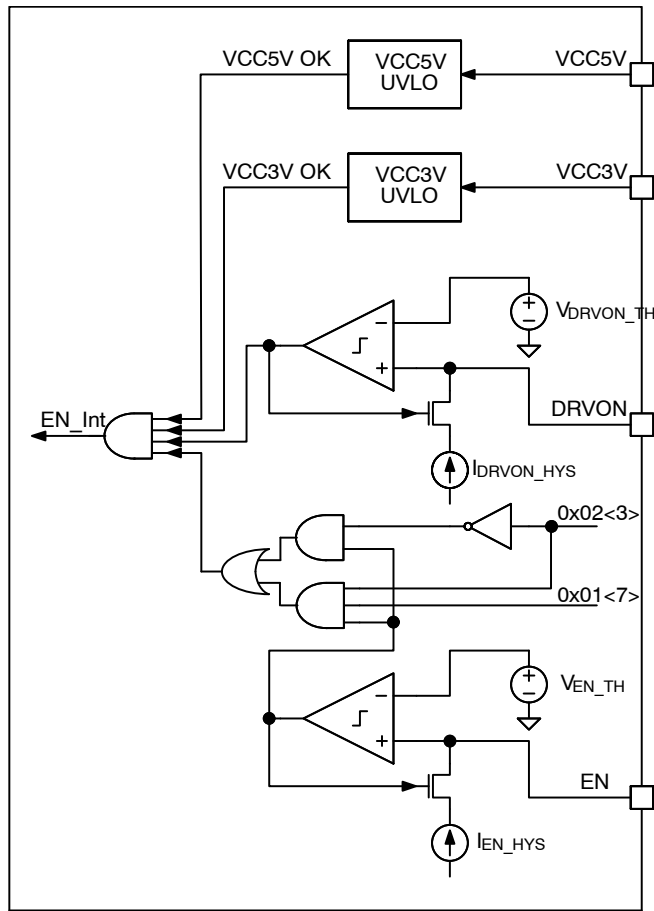 VCC5V OK
VCC5V
UVLO
VCC5V
VCC3V OK
VCC3V
UVLO
VCC3V
−
+
−
VDRVON_TH
+
DRVON
EN_Int
IDRVON_HYS
0x02<3>
0x01<7>
−
+
−
VEN_TH
+
EN
IEN_HYS